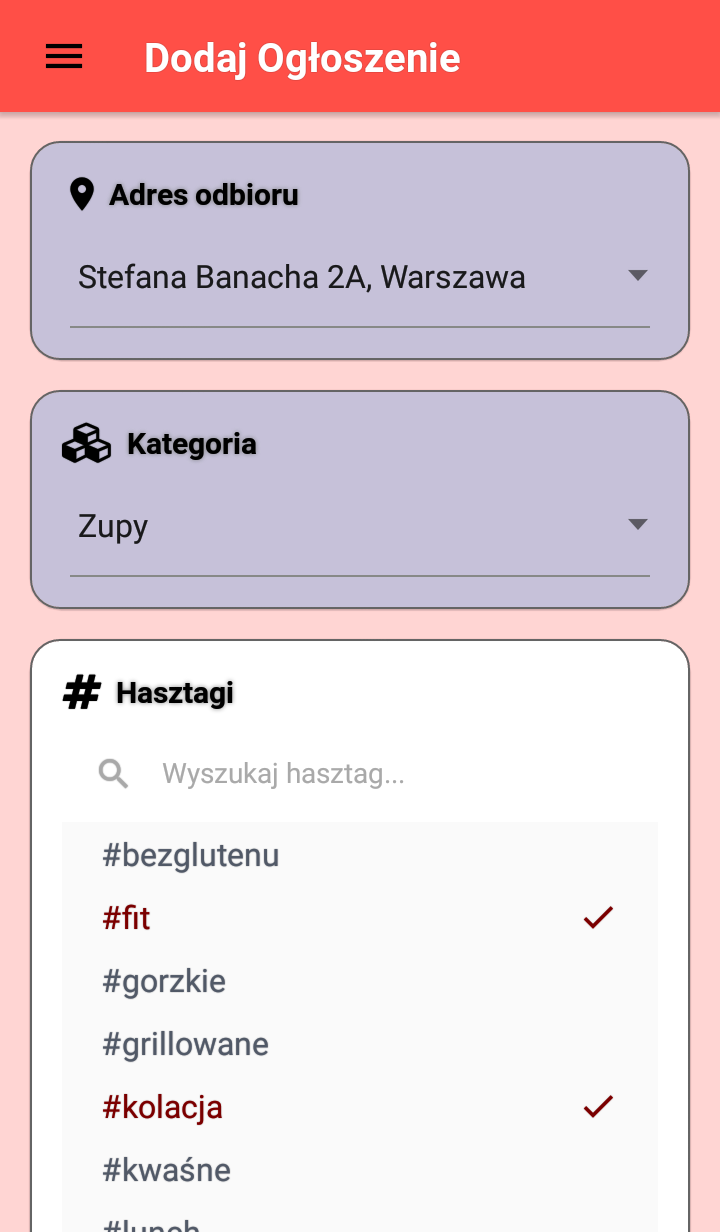 Dodaj Ogłoszenie
Adres odbioru
Stefana Banacha 2A, Warszawa
Kategoria
Zupy
Hasztagi
Wyszukaj hasztag...
#bezglutenu
#fit
#gorzkie
#grillowane
#kolacja
#kwaśne
#lunch